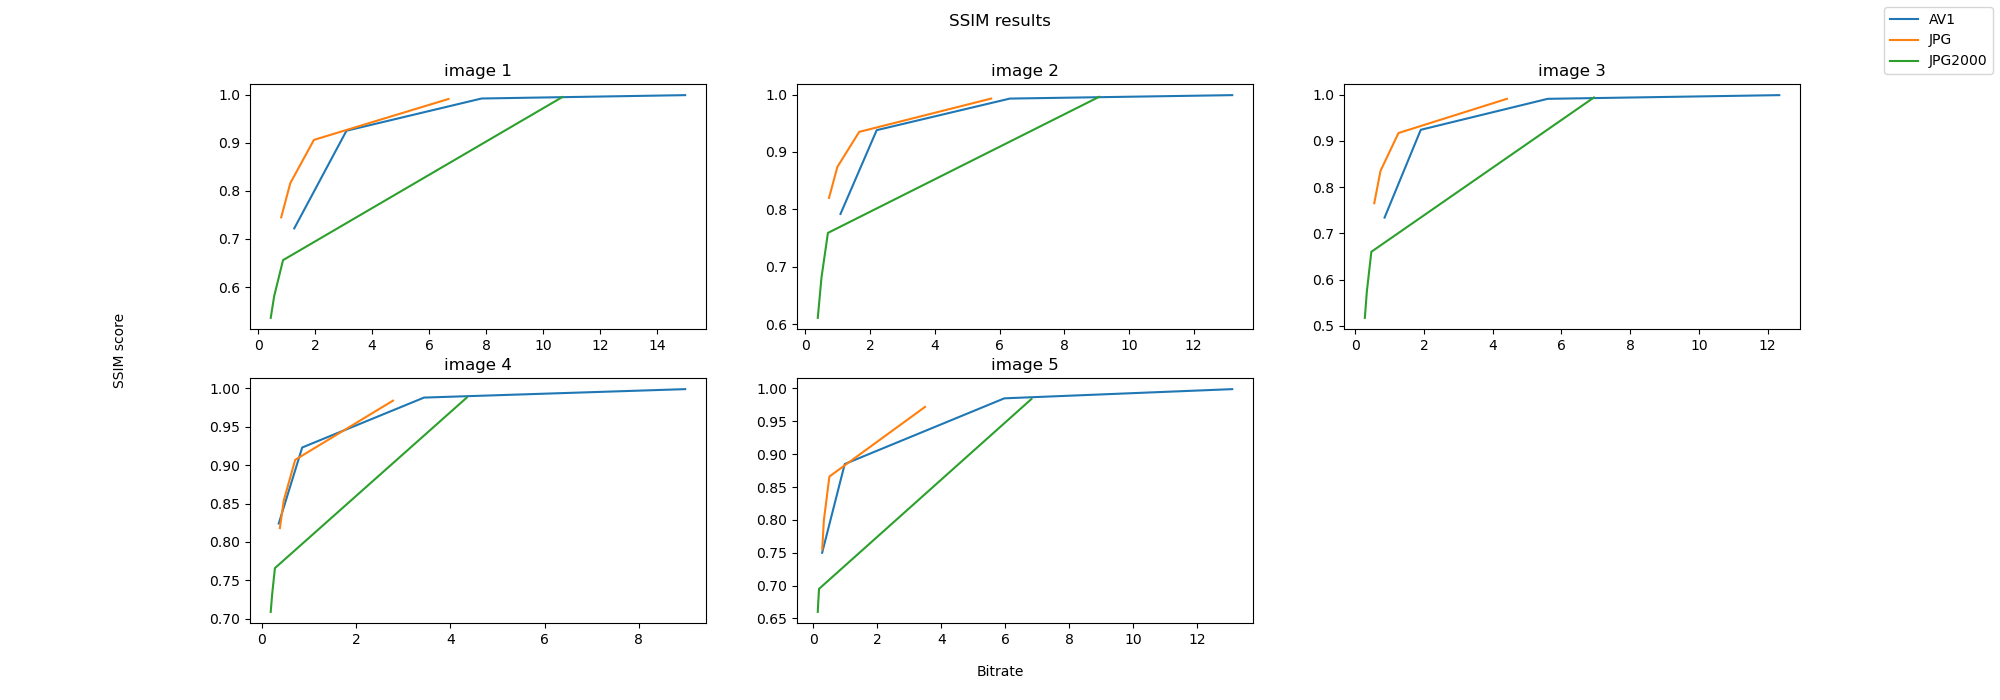 SSIM results
AV1
JPG
JPG2000
image 1
1.0
0.9
0.8
0.7
0.6
0 2 4 6 8 10 12 14
image 2
1.0
0.9
0.8
0.7
0.6
0 2 4 6 8 10 12
image 3
1.0
0.9
0.8
0.7
0.6
0.5
0 2 4 6 8 10 12
SSIM score
image 4
1.00
0.95
0.90
0.85
0.80
0.75
0.70
0 2 4 6 8
image 5
1.00
0.95
0.90
0.85
0.80
0.75
0.70
0.65
0 2 4 6 8 10 12
Bitrate